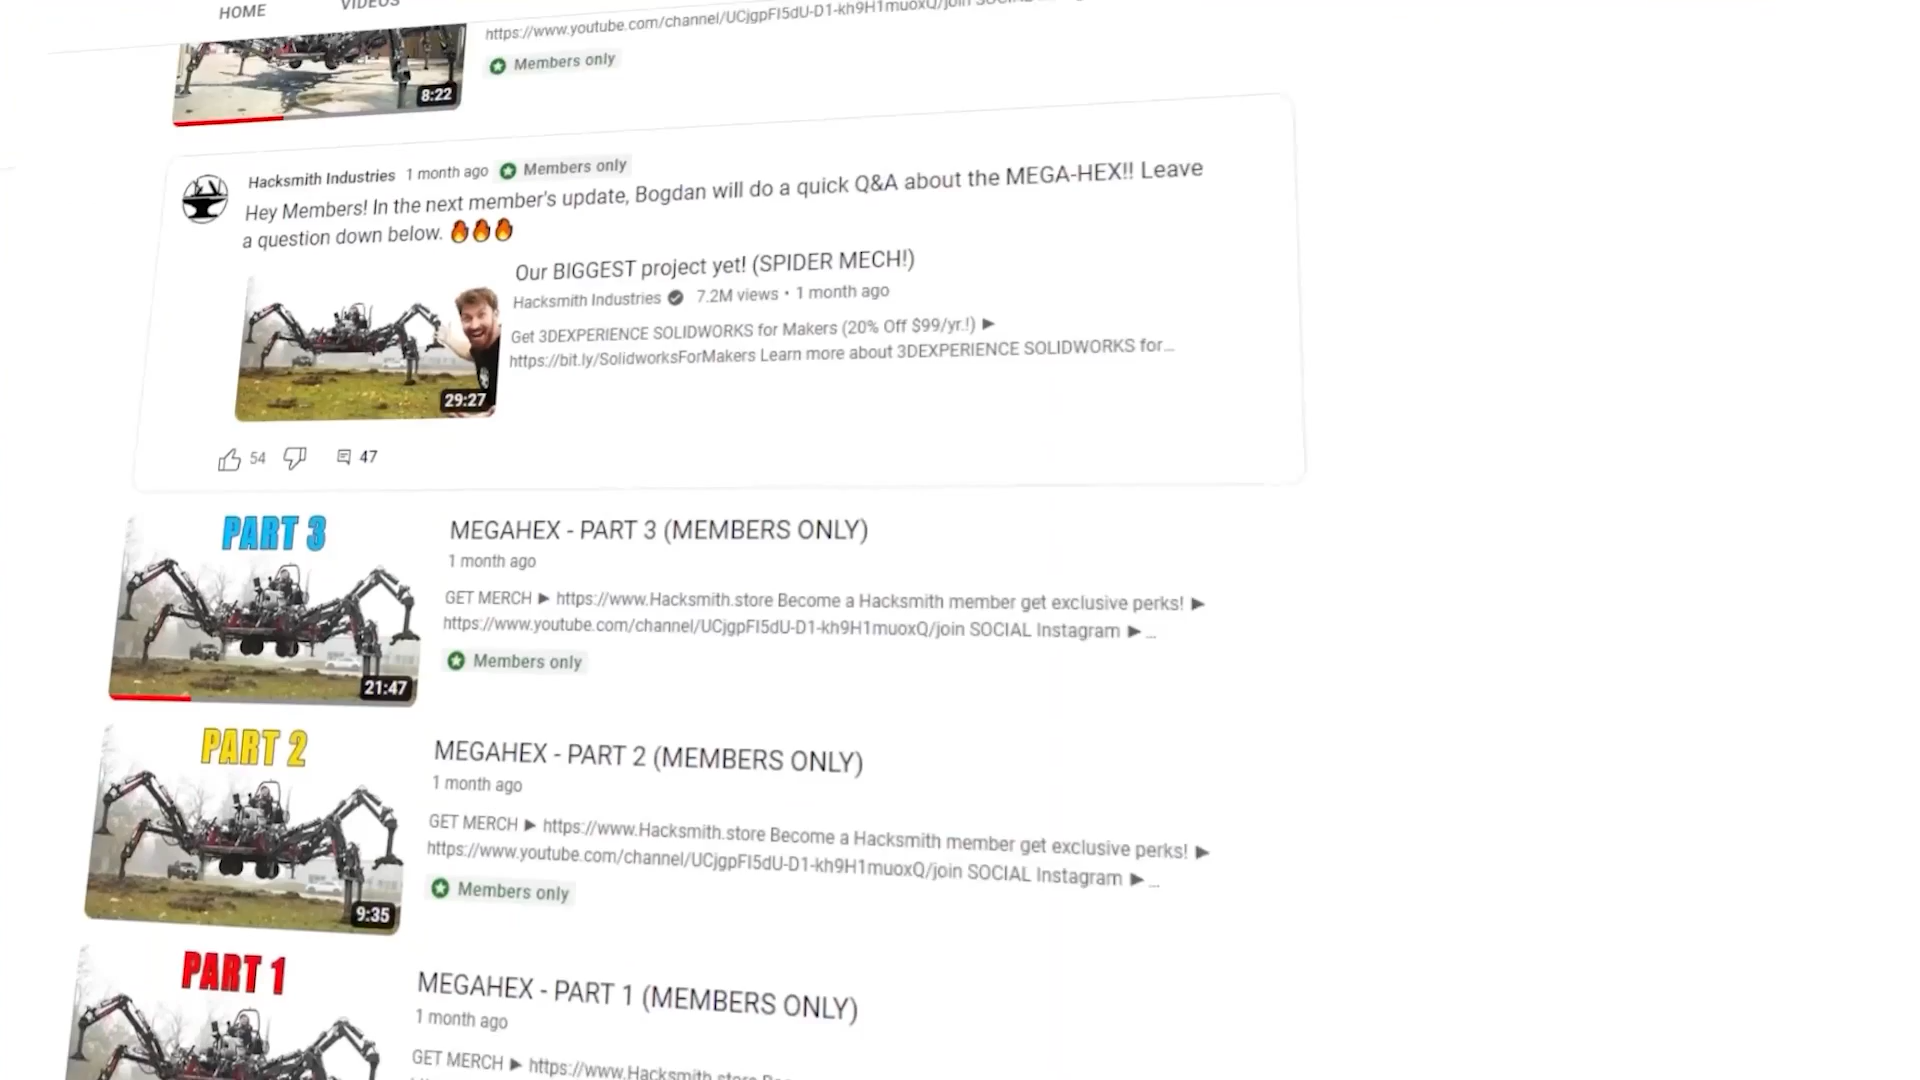 HOME
VIDEOS
https://www.youtube.com/channel/UCjgpFI5dU-D1-kh9H1muoxQ/join
8:22
Members only
Hacksmith Industries 1 month ago Members only
Hey Members! In the next member's update, Bogdan will do a quick Q&A about the MEGA-HEX!! Leave
a question down below. 🔥🔥🔥
Our BIGGEST project yet! (SPIDER MECH!)
Hacksmith Industries 7.2M views • 1 month ago
Get 3DEXPERIENCE SOLIDWORKS for Makers (20% Off $99/yr.!) ►
https://bit.ly/SolidworksForMakers Learn more about 3DEXPERIENCE SOLIDWORKS for...
29:27
54 47
PART 3
21:47
MEGAHEX - PART 3 (MEMBERS ONLY)
1 month ago
GET MERCH ► https://www.Hacksmith.store Become a Hacksmith member get exclusive perks! ►
https://www.youtube.com/channel/UCjgpFI5dU-D1-kh9H1muoxQ/join SOCIAL Instagram ► ...
Members only
PART 2
9:35
MEGAHEX - PART 2 (MEMBERS ONLY)
1 month ago
GET MERCH ► https://www.Hacksmith.store Become a Hacksmith member get exclusive perks! ►
https://www.youtube.com/channel/UCjgpFI5dU-D1-kh9H1muoxQ/join SOCIAL Instagram ► ...
Members only
PART 1
MEGAHEX - PART 1 (MEMBERS ONLY)
1 month ago
GET MERCH ► https://www.Hacksmith.store